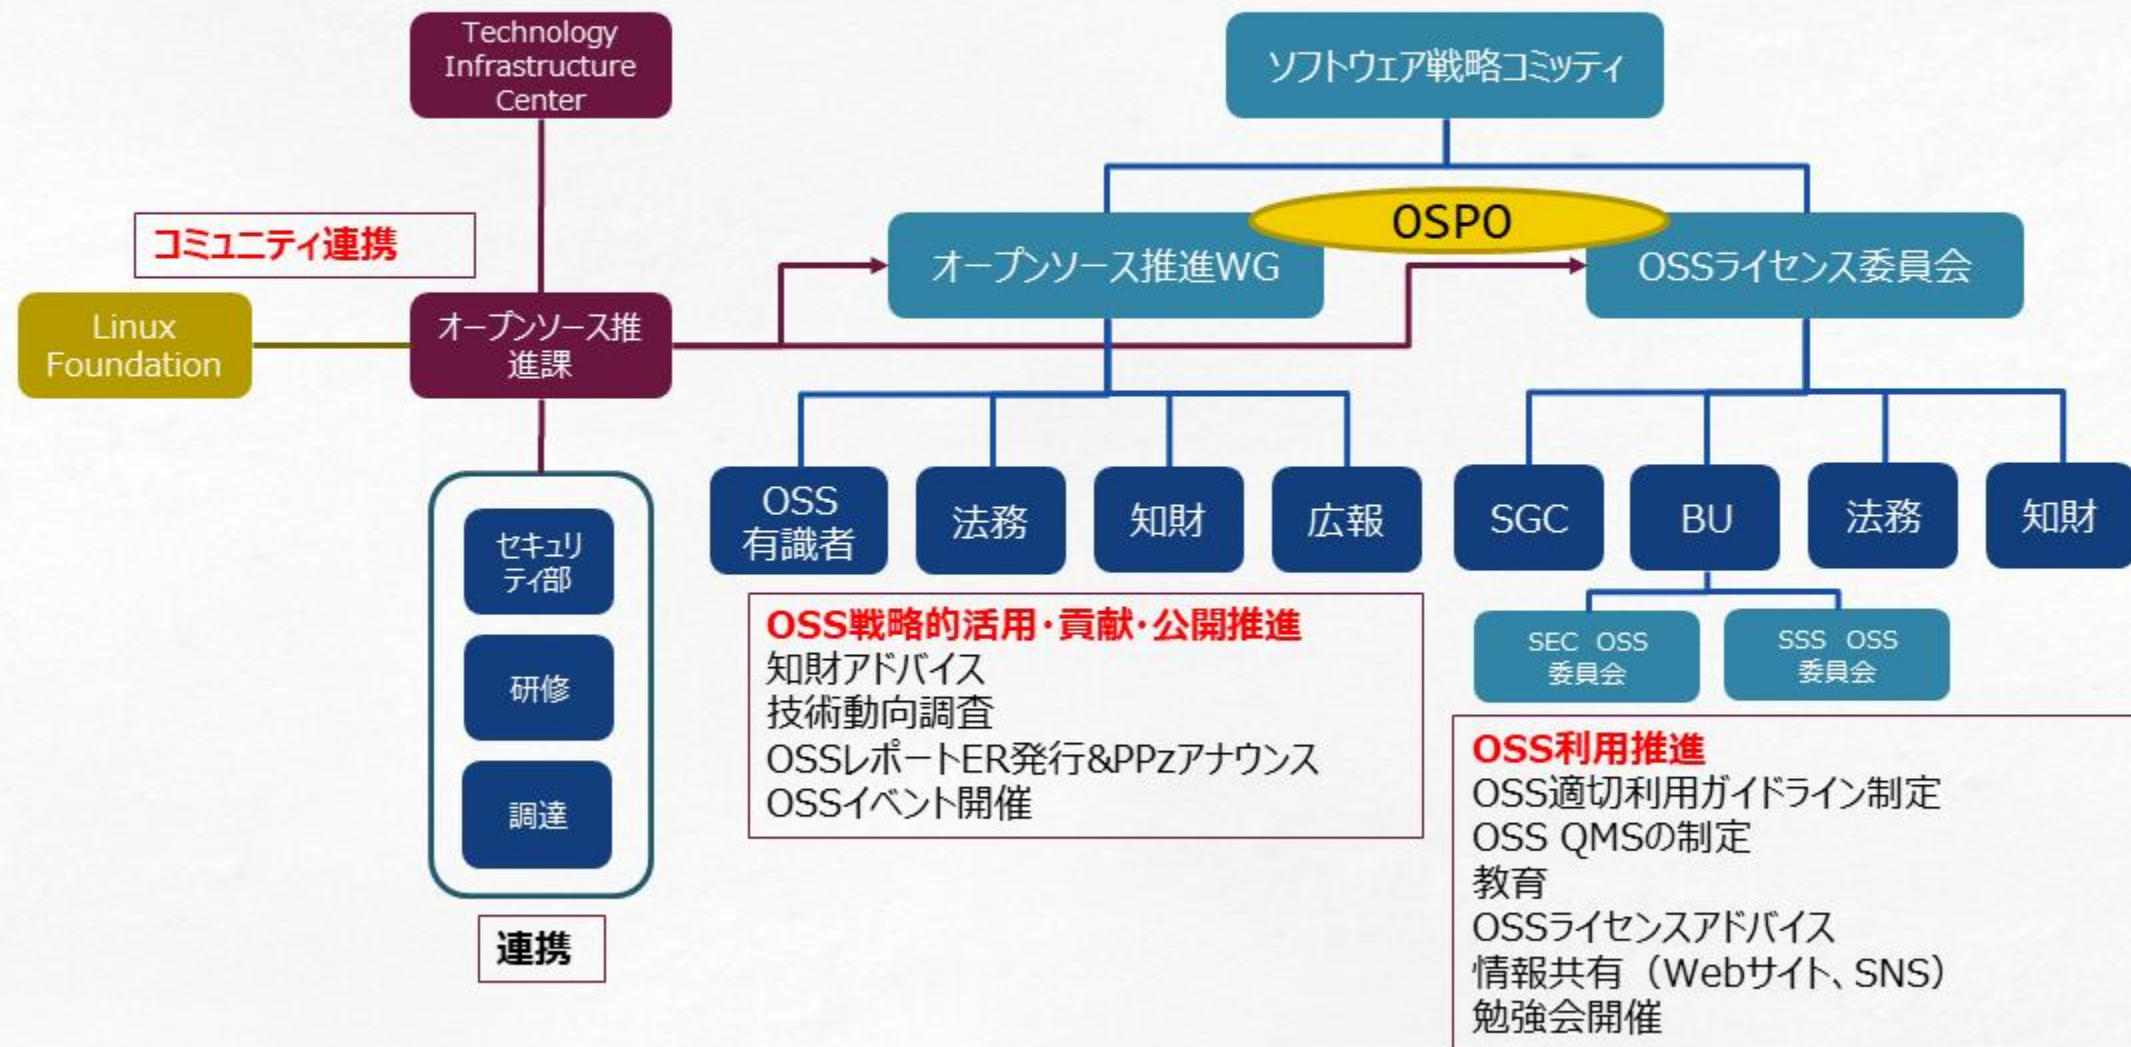 Technology
Infrastructure
Center
ソフトウェア戦略コミッティ
コミュニティ連携
OSPO
オープンソース推進WG
OSSライセンス委員会
Linux
Foundation
オープンソース推
進課
セキュリ
ティ部
研修
調達
連携
OSS
有識者
法務
知財
広報
SGC
BU
法務
知財
OSS戦略的活用・貢献・公開推進
知財アドバイス
技術動向調査
OSSレポートER発行&PPzアナウンス
OSSイベント開催
SEC OSS
委員会
SSS OSS
委員会
OSS利用推進
OSS適切利用ガイドライン制定
OSS QMSの制定
教育
OSSライセンスアドバイス
情報共有（Webサイト、SNS）
勉強会開催